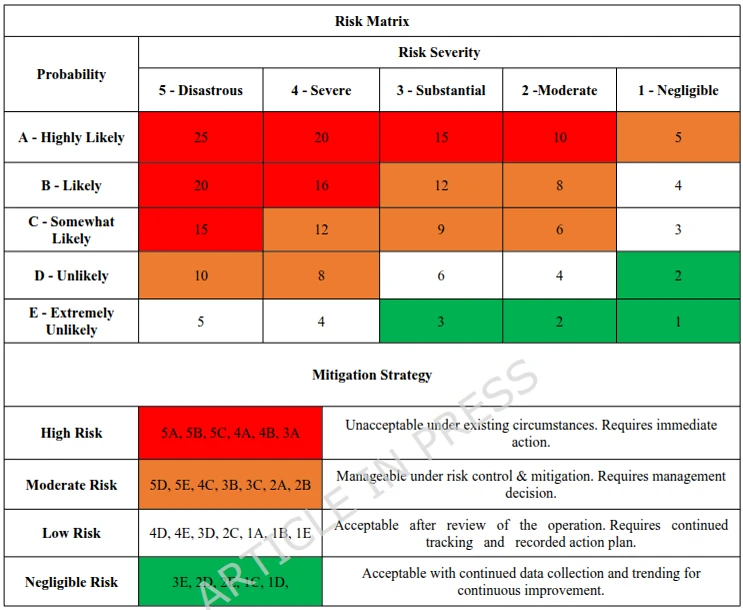 Risk Matrix
Probability
Risk Severity
5 - Disastrous 4 - Severe 3 - Substantial 2 -Moderate 1 - Negligible
A - Highly Likely 25 20 15 10 5
B - Likely 20 16 12 8 4
C - Somewhat
Likely 15 12 9 6 3
D - Unlikely 10 8 6 4 2
E - Extremely
Unlikely 5 4 3 2 1
Mitigation Strategy
High Risk 5A, 5B, 5C, 4A, 4B, 3A Unacceptable under existing circumstances. Requires immediate
action.
Moderate Risk 5D, 5E, 4C, 3B, 3C, 2A, 2B Manageable under risk control & mitigation. Requires management
decision.
Low Risk 4D, 4E, 3D, 2C, 1A, 1B, 1E Acceptable after review of the operation. Requires continued
tracking and recorded action plan.
Negligible Risk 3E, 2D, 2E, 1C, 1D, Acceptable with continued data collection and trending for
continuous improvement.
ARTICLE IN PRESS